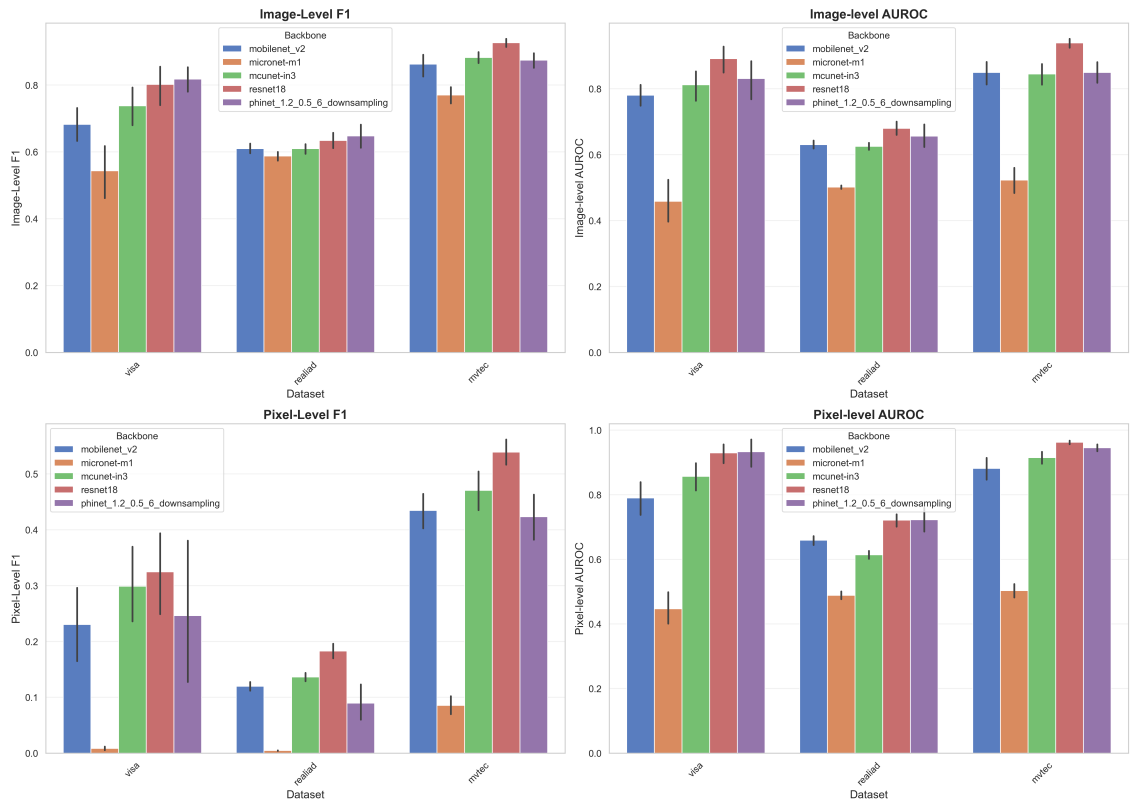 Image-Level F1
Image-Level F1
0.8
0.6
0.4
0.2
0.0
Backbone
mobilenet_v2
micronet-m1
mcunet-in3
resnet18
phinet_1.2_0.5_6_downsampling
visa
realiad
mvtec
Dataset
Image-level AUROC
Image-level AUROC
0.8
0.6
0.4
0.2
0.0
Backbone
mobilenet_v2
micronet-m1
mcunet-in3
resnet18
phinet_1.2_0.5_6_downsampling
visa
realiad
mvtec
Dataset
Pixel-Level F1
Pixel-Level F1
0.5
0.4
0.3
0.2
0.1
0.0
Backbone
mobilenet_v2
micronet-m1
mcunet-in3
resnet18
phinet_1.2_0.5_6_downsampling
visa
realiad
mvtec
Dataset
Pixel-level AUROC
Pixel-level AUROC
1.0
0.8
0.6
0.4
0.2
0.0
Backbone
mobilenet_v2
micronet-m1
mcunet-in3
resnet18
phinet_1.2_0.5_6_downsampling
visa
realiad
mvtec
Dataset